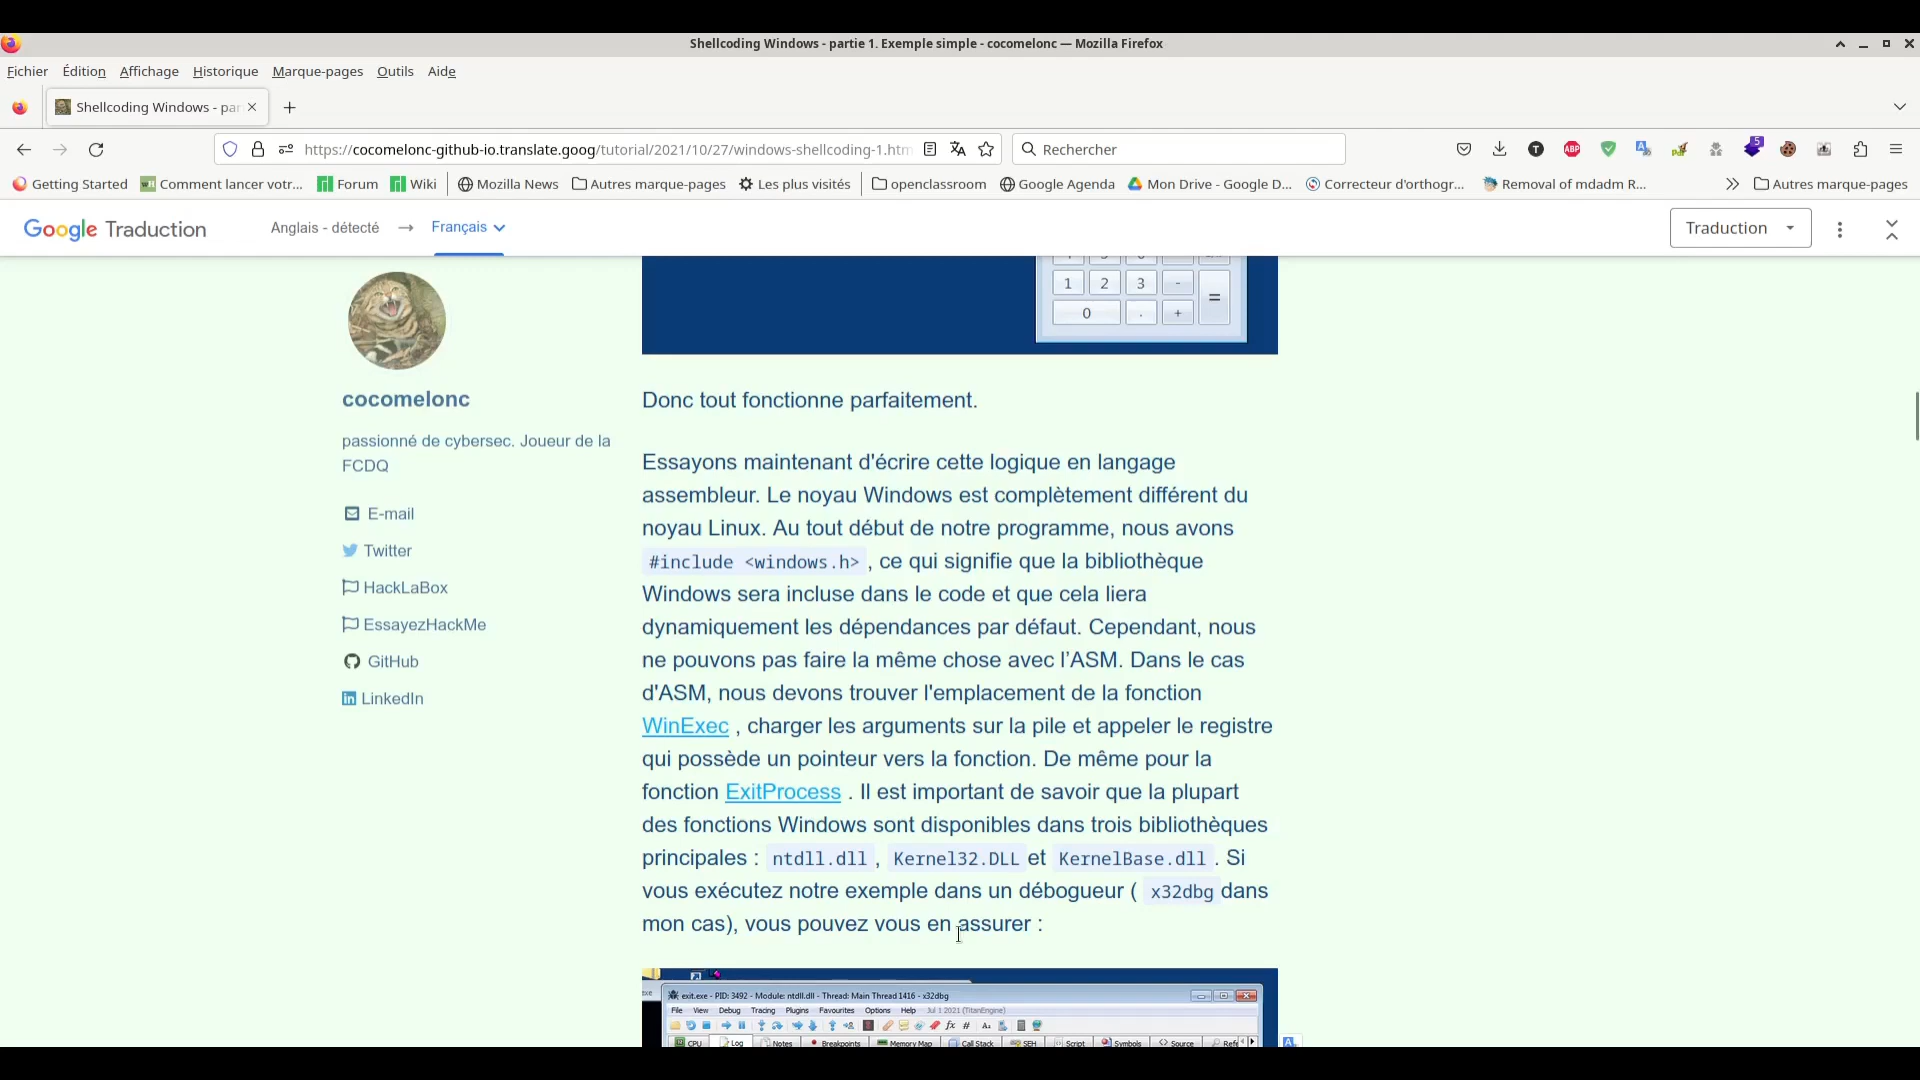 Shellcoding Windows - partie 1. Exemple simple - cocomelonc — Mozilla Firefox
Fichier Édition Affichage Historique Marque-pages Outils Aide
Shellcoding Windows - par
https://cocomelonc-github-io.translate.goog/tutorial/2021/10/27/windows-shellcoding-1.htm
Rechercher
T ABP 5
Getting Started Comment lancer votr... Forum Wiki Mozilla News Autres marque-pages Les plus visités openclassroom Google Agenda Mon Drive - Google D... Correcteur d'orthogr... Removal of mdadm R... Autres marque-pages
Google Traduction Anglais - détecté → Français Traduction
1 2 3 - =
0 . +
cocomelonc
passionné de cybersec. Joueur de la
FCDQ
E-mail
Twitter
HackLaBox
EssayezHackMe
GitHub
LinkedIn
Donc tout fonctionne parfaitement.
Essayons maintenant d'écrire cette logique en langage
assembleur. Le noyau Windows est complètement différent du
noyau Linux. Au tout début de notre programme, nous avons
#include <windows.h> , ce qui signifie que la bibliothèque
Windows sera incluse dans le code et que cela liera
dynamiquement les dépendances par défaut. Cependant, nous
ne pouvons pas faire la même chose avec l’ASM. Dans le cas
d'ASM, nous devons trouver l'emplacement de la fonction
WinExec , charger les arguments sur la pile et appeler le registre
qui possède un pointeur vers la fonction. De même pour la
fonction ExitProcess . Il est important de savoir que la plupart
des fonctions Windows sont disponibles dans trois bibliothèques
principales : ntdll.dll , Kernel32.DLL et KernelBase.dll . Si
vous exécutez notre exemple dans un débogueur ( x32dbg dans
mon cas), vous pouvez vous en assurer :
exit.exe - PID: 3492 - Module: ntdll.dll - Thread: Main Thread 1416 - x32dbg
File View Debug Tracing Plugins Favourites Options Help Jul 1 2021 (TitanEngine)
fx #
CPU Log Notes Breakpoints Memory Map Call Stack SEH Script Symbols Source Refe